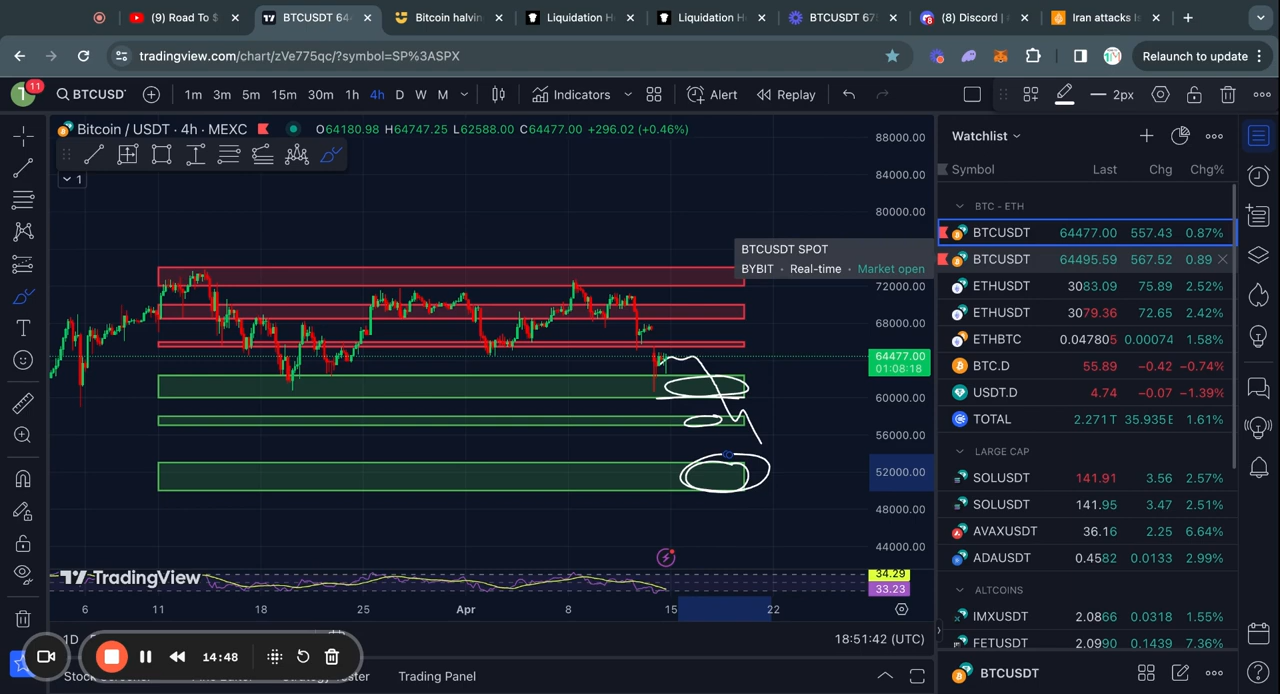 (9) Road To $
BTCUSDT 64
Bitcoin halvin
Liquidation H
Liquidation H
BTCUSDT 67
(8) Discord |
Iran attacks Is
tradingview.com/chart/zVe775qc/?symbol=SP%3ASPX
Relaunch to update
11
BTCUSDT
1m 3m 5m 15m 30m 1h 4h D W M
Indicators
Alert
Replay
2px
Bitcoin / USDT · 4h · MEXC
O64180.98 H64747.25 L62588.00 C64477.00 +296.02 (+0.46%)
1
88000.00
84000.00
80000.00
72000.00
68000.00
64477.00
01:08:18
60000.00
56000.00
52000.00
48000.00
44000.00
34.29
33.23
BTCUSDT SPOT
BYBIT · Real-time · Market open
TradingView
6 11 18 25 Apr 8 15 22
1D
18:51:42 (UTC)
14:48
Trading Panel
Watchlist
Symbol Last Chg Chg%
BTC - ETH
BTCUSDT 64477.00 557.43 0.87%
BTCUSDT 64495.59 567.52 0.89
ETHUSDT 3083.09 75.89 2.52%
ETHUSDT 3079.36 72.65 2.42%
ETHBTC 0.047805 0.00074 1.58%
BTC.D 55.89 −0.42 −0.74%
USDT.D 4.74 −0.07 −1.39%
TOTAL 2.271T 35.935E 1.61%
LARGE CAP
SOLUSDT 141.91 3.56 2.57%
SOLUSDT 141.95 3.47 2.51%
AVAXUSDT 36.16 2.25 6.64%
ADAUSDT 0.4582 0.0133 2.99%
ALTCOINS
IMXUSDT 2.0866 0.0318 1.55%
FETUSDT 2.0990 0.1439 7.36%
BTCUSDT